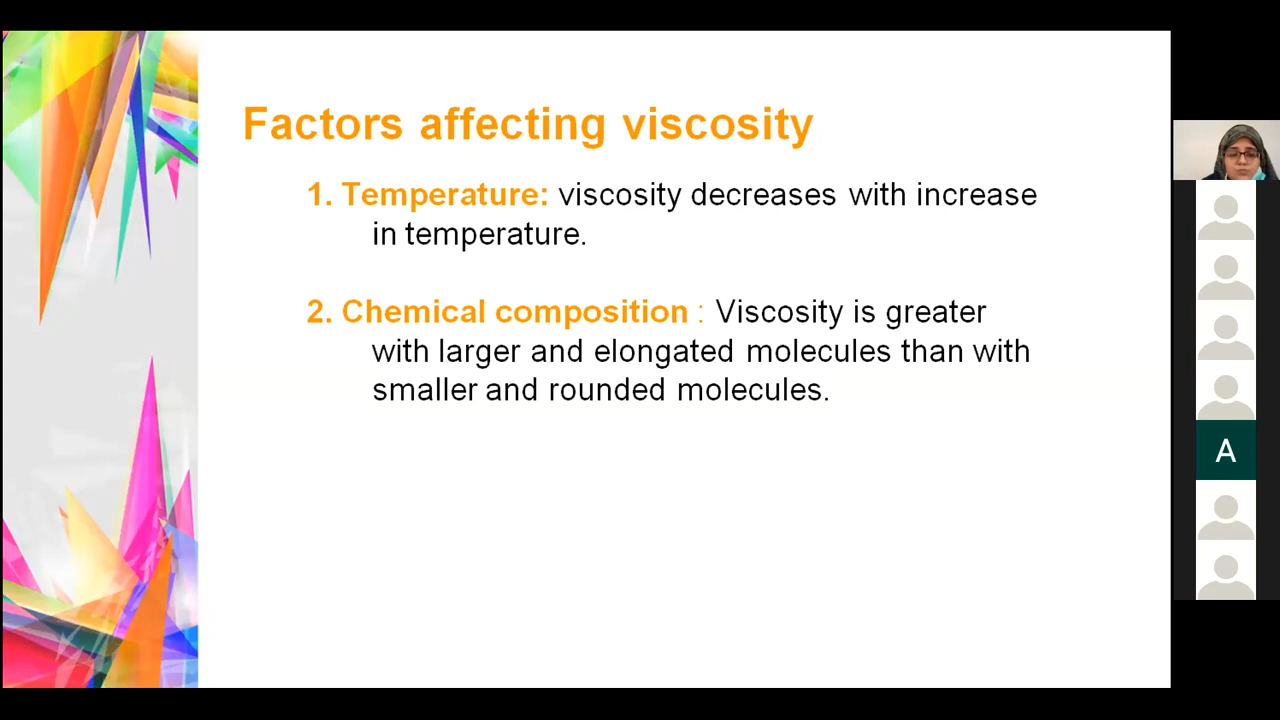 Factors affecting viscosity
1. Temperature: viscosity decreases with increase
in temperature.
2. Chemical composition : Viscosity is greater
with larger and elongated molecules than with
smaller and rounded molecules.
A